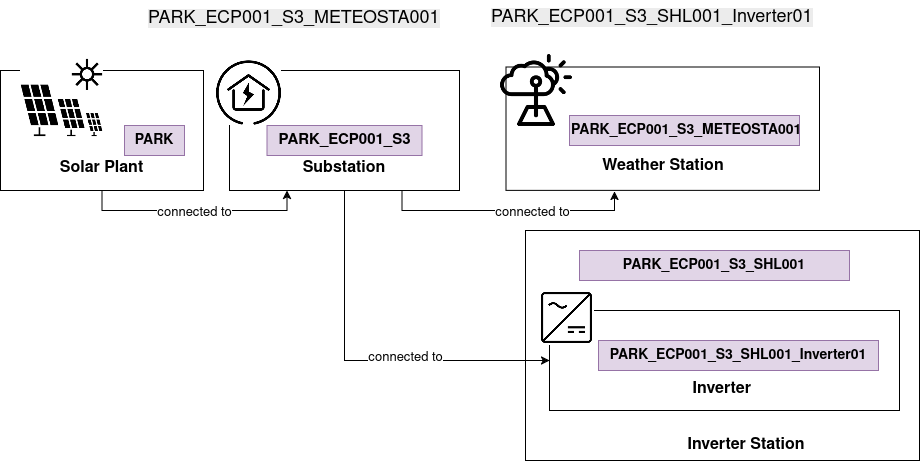 PARK_ECP001_S3_METEOSTA001
PARK_ECP001_S3_SHL001_Inverter01
PARK
Solar Plant
PARK_ECP001_S3
Substation
PARK_ECP001_S3_METEOSTA001
Weather Station
connected to
connected to
PARK_ECP001_S3_SHL001
connected to
PARK_ECP001_S3_SHL001_Inverter01
Inverter
Inverter Station